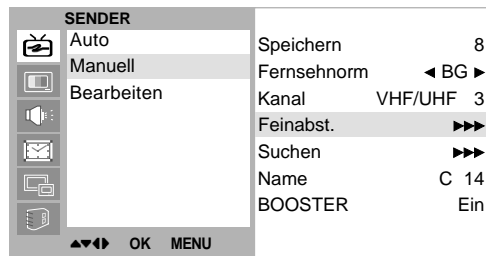 SENDER
Auto
Manuell
Bearbeiten
Speichern 8
Fernsehnorm ◄ BG ►
Kanal VHF/UHF 3
Feinabst. ►►►
Suchen ►►►
Name C 14
BOOSTER Ein
▲▼◄► OK MENU